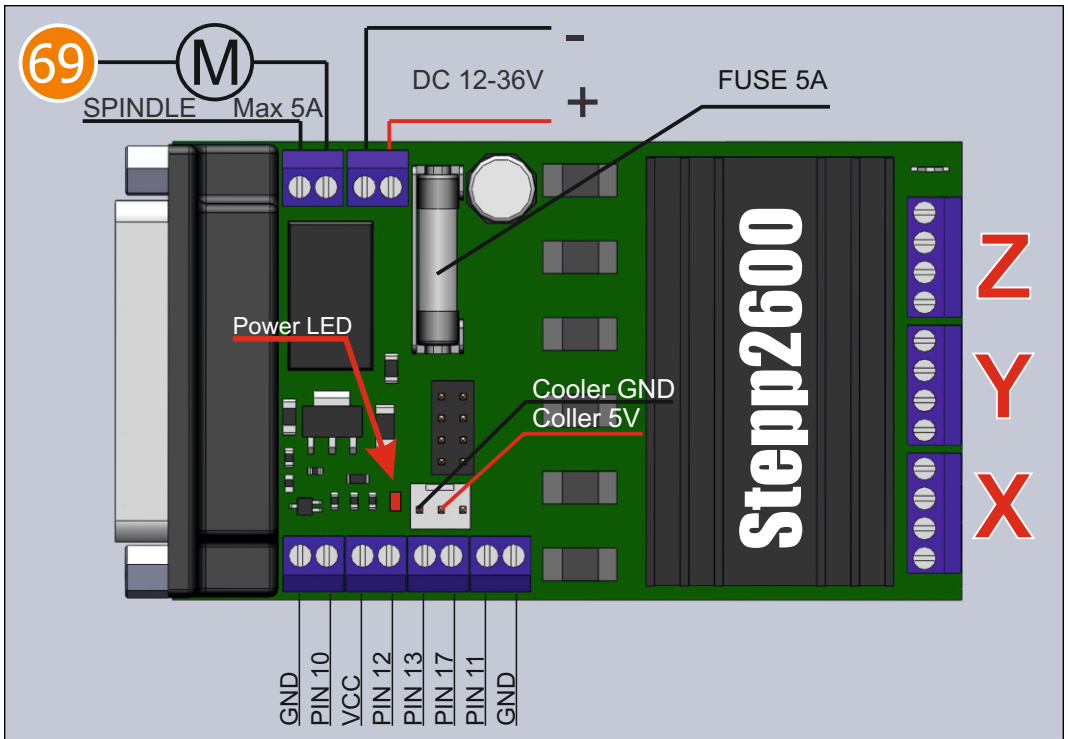 69
M
-
DC 12-36V
+
FUSE 5A
SPINDLE Max 5A
Z
Stepp2600
Power LED
Cooler GND
Coller 5V
Y
X
GND
PIN 10
VCC
PIN 12
PIN 13
PIN 17
PIN 11
GND